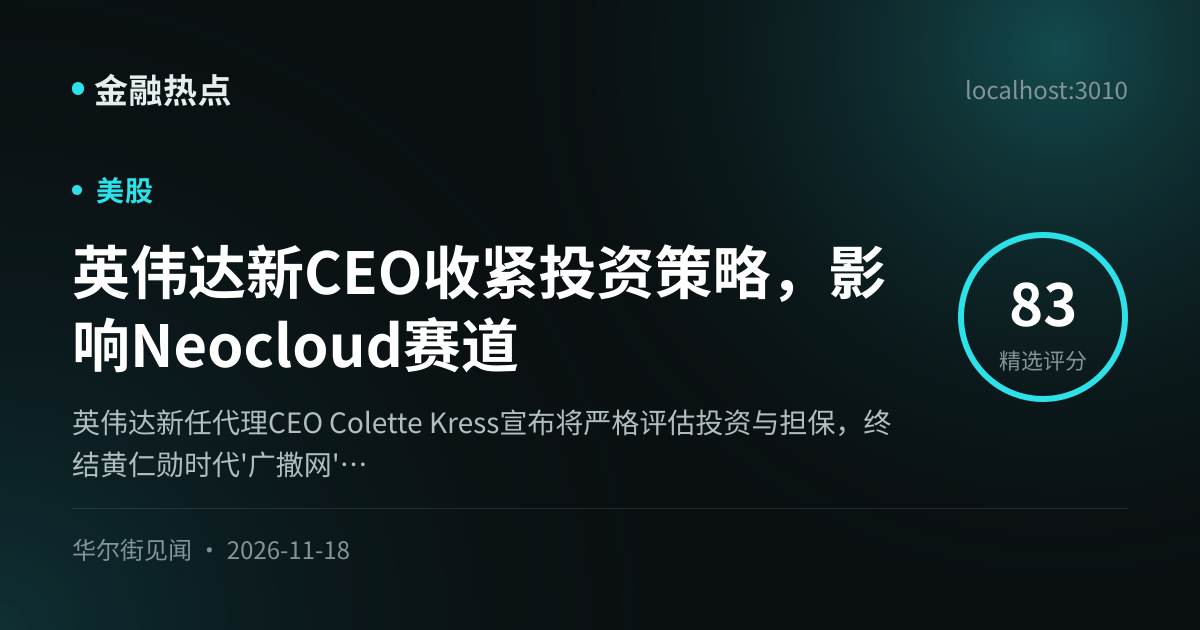 金融热点
localhost:3010
美股
英伟达新CEO收紧投资策略，影
响Neocloud赛道
83
精选评分
英伟达新任代理CEO Colette Kress宣布将严格评估投资与担保，终
结黄仁勋时代'广撒网'…
华尔街见闻 · 2026-11-18